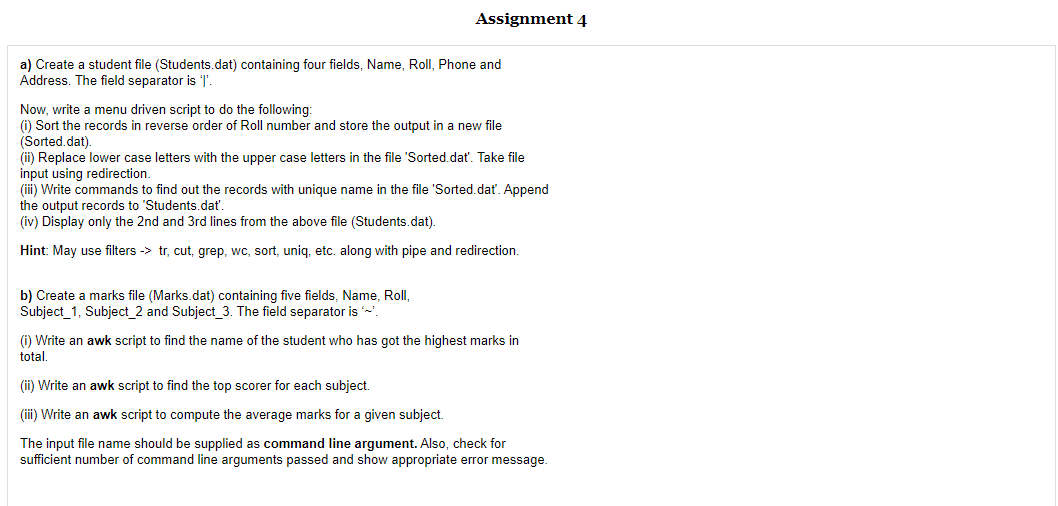 Assignment 4
a) Create a student file (Students.dat) containing four fields, Name, Roll, Phone and
Address. The field separator is '|'.
Now, write a menu driven script to do the following:
(i) Sort the records in reverse order of Roll number and store the output in a new file
(Sorted.dat).
(ii) Replace lower case letters with the upper case letters in the file 'Sorted.dat'. Take file
input using redirection.
(iii) Write commands to find out the records with unique name in the file 'Sorted.dat'. Append
the output records to 'Students.dat'.
(iv) Display only the 2nd and 3rd lines from the above file (Students.dat).
Hint: May use filters -> tr, cut, grep, wc, sort, uniq, etc. along with pipe and redirection.
b) Create a marks file (Marks.dat) containing five fields, Name, Roll,
Subject_1, Subject_2 and Subject_3. The field separator is '~'.
(i) Write an awk script to find the name of the student who has got the highest marks in
total.
(ii) Write an awk script to find the top scorer for each subject.
(iii) Write an awk script to compute the average marks for a given subject.
The input file name should be supplied as command line argument. Also, check for
sufficient number of command line arguments passed and show appropriate error message.